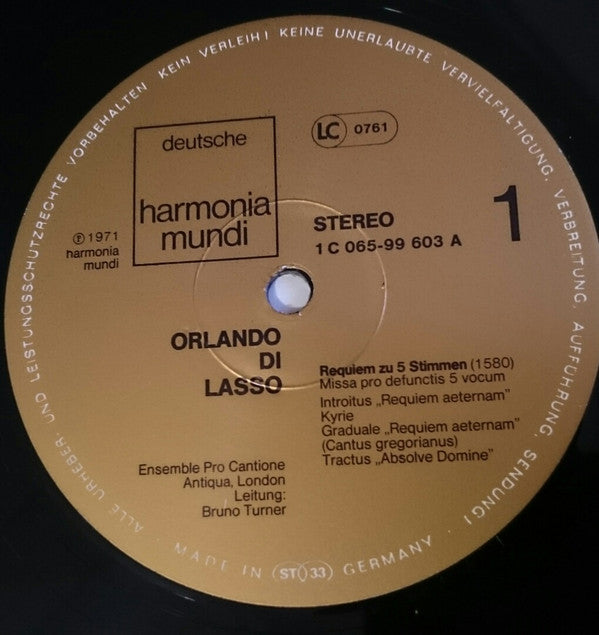 ALLE URHEBER UND LEISTUNGSSCHUTZRECHTE VORBEHALTEN KEIN VERLEIH! KEINE UNERLAUBTE VERVIELFÄLTIGUNG, VERBREITUNG, AUFFÜHRUNG, SENDUNG!
deutsche
harmonia
mundi
LC 0761
1
℗ 1971
harmonia
mundi
STEREO
1 C 065-99 603 A
ORLANDO
DI
LASSO
Requiem zu 5 Stimmen (1580)
Missa pro defunctis 5 vocum
Introitus „Requiem aeternam”
Kyrie
Graduale „Requiem aeternam”
(Cantus gregorianus)
Tractus „Absolve Domine”
Ensemble Pro Cantione
Antiqua, London
Leitung:
Bruno Turner
· MADE IN (ST 33) GERMANY ·